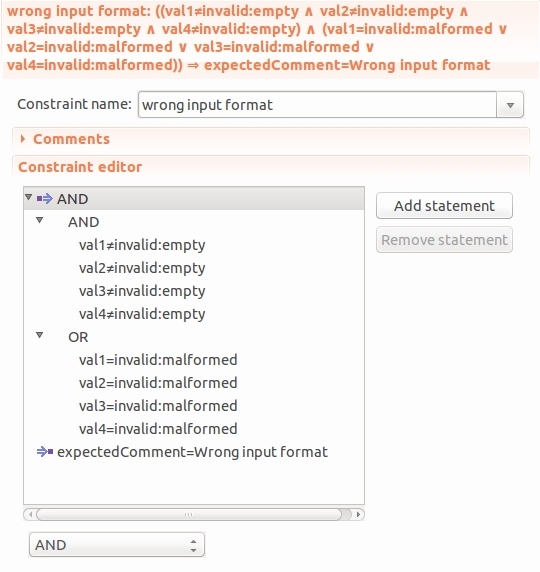 wrong input format: ((val1≠invalid:empty ∧ val2≠invalid:empty ∧
val3≠invalid:empty ∧ val4≠invalid:empty) ∧ (val1=invalid:malformed ∨
val2=invalid:malformed ∨ val3=invalid:malformed ∨
val4=invalid:malformed)) ⇒ expectedComment=Wrong input format
Constraint name: wrong input format
Comments
Constraint editor
AND
Add statement
AND
val1≠invalid:empty
Remove statement
val2≠invalid:empty
val3≠invalid:empty
val4≠invalid:empty
OR
val1=invalid:malformed
val2=invalid:malformed
val3=invalid:malformed
val4=invalid:malformed
expectedComment=Wrong input format
AND